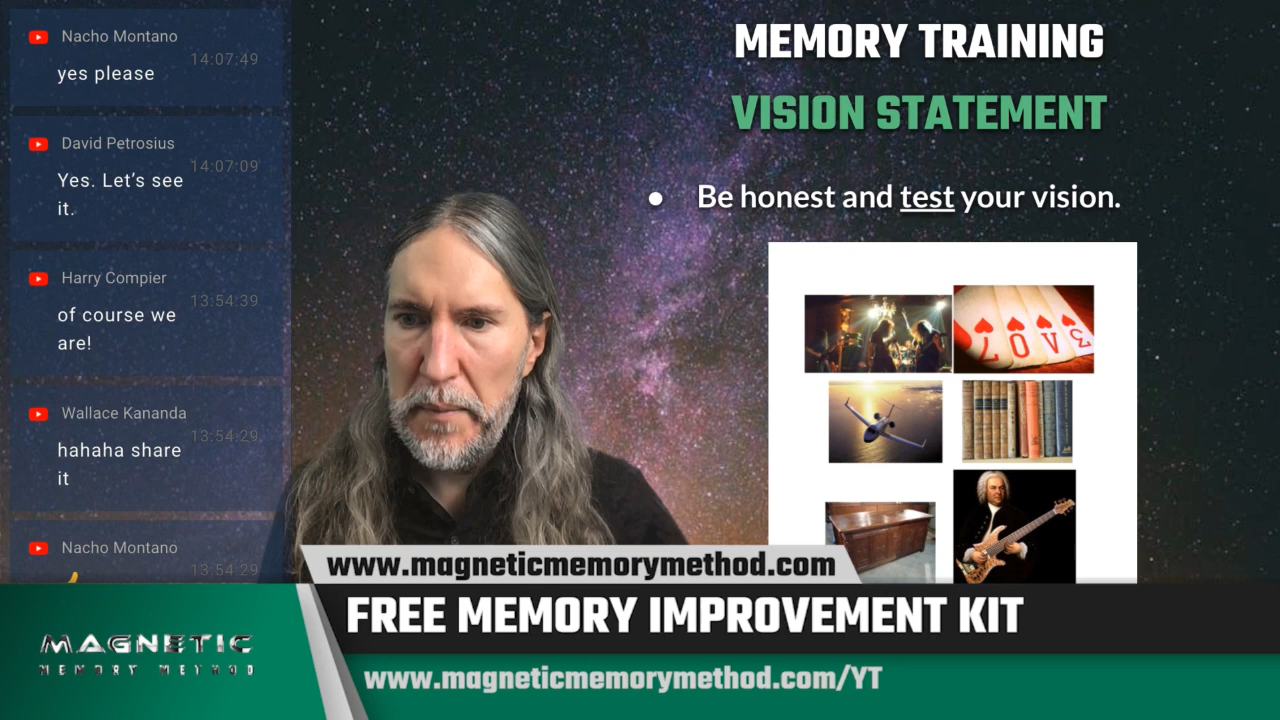 Nacho Montano
14:07:49
yes please
David Petrosius
14:07:09
Yes. Let's see
it.
Harry Compier
13:54:39
of course we
are!
Wallace Kananda
13:54:29
hahaha share
it
Nacho Montano
13:54:29
MEMORY TRAINING
VISION STATEMENT
● Be honest and test your vision.
LOVE
www.magneticmemorymethod.com
FREE MEMORY IMPROVEMENT KIT
www.magneticmemorymethod.com/YT
MAGNETIC
MEMORY METHOD